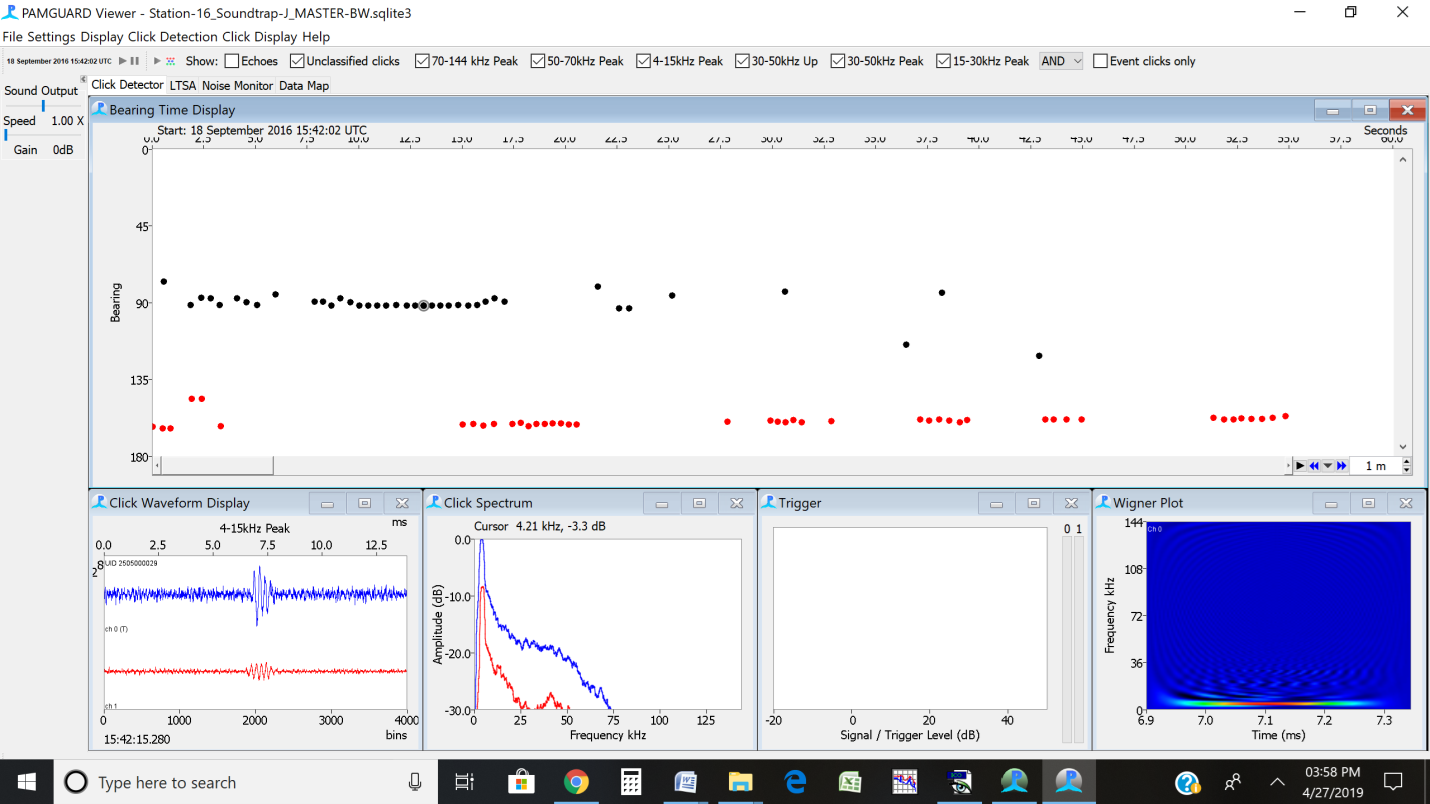 PAMGUARD Viewer - Station-16_Soundtrap-J_MASTER-BW.sqlite3
File Settings Display Click Detection Click Display Help
18 September 2016 15:42:02 UTC Show: Echoes Unclassified clicks 70-144 kHz Peak 50-70kHz Peak 4-15kHz Peak 30-50kHz Up 30-50kHz Peak 15-30kHz Peak AND Event clicks only
Click Detector LTSA Noise Monitor Data Map
Sound Output
Speed 1.00 X
Gain 0dB
Bearing Time Display
Start: 18 September 2016 15:42:02 UTC Seconds
0.0 2.5 5.0 7.5 10.0 12.5 15.0 17.5 20.0 22.5 25.0 27.5 30.0 32.5 35.0 37.5 40.0 42.5 45.0 47.5 50.0 52.5 55.0 57.5 60.0
0
45
90
135
180
Bearing
1 m
Click Waveform Display
4-15kHz Peak ms
0.0 2.5 5.0 7.5 10.0 12.5
UID 2505000029
ch 0 (T)
ch 1
0 1000 2000 3000 4000
15:42:15.280 bins
Click Spectrum
Cursor 4.21 kHz, -3.3 dB
0.0
-10.0
-20.0
-30.0
Amplitude (dB)
0 25 50 75 100 125
Frequency kHz
Trigger
0 1
-20 0 20 40
Signal / Trigger Level (dB)
Wigner Plot
Ch 0
144
108
72
36
0
Frequency kHz
6.9 7.0 7.1 7.2 7.3
Time (ms)
Type here to search
03:58 PM
4/27/2019